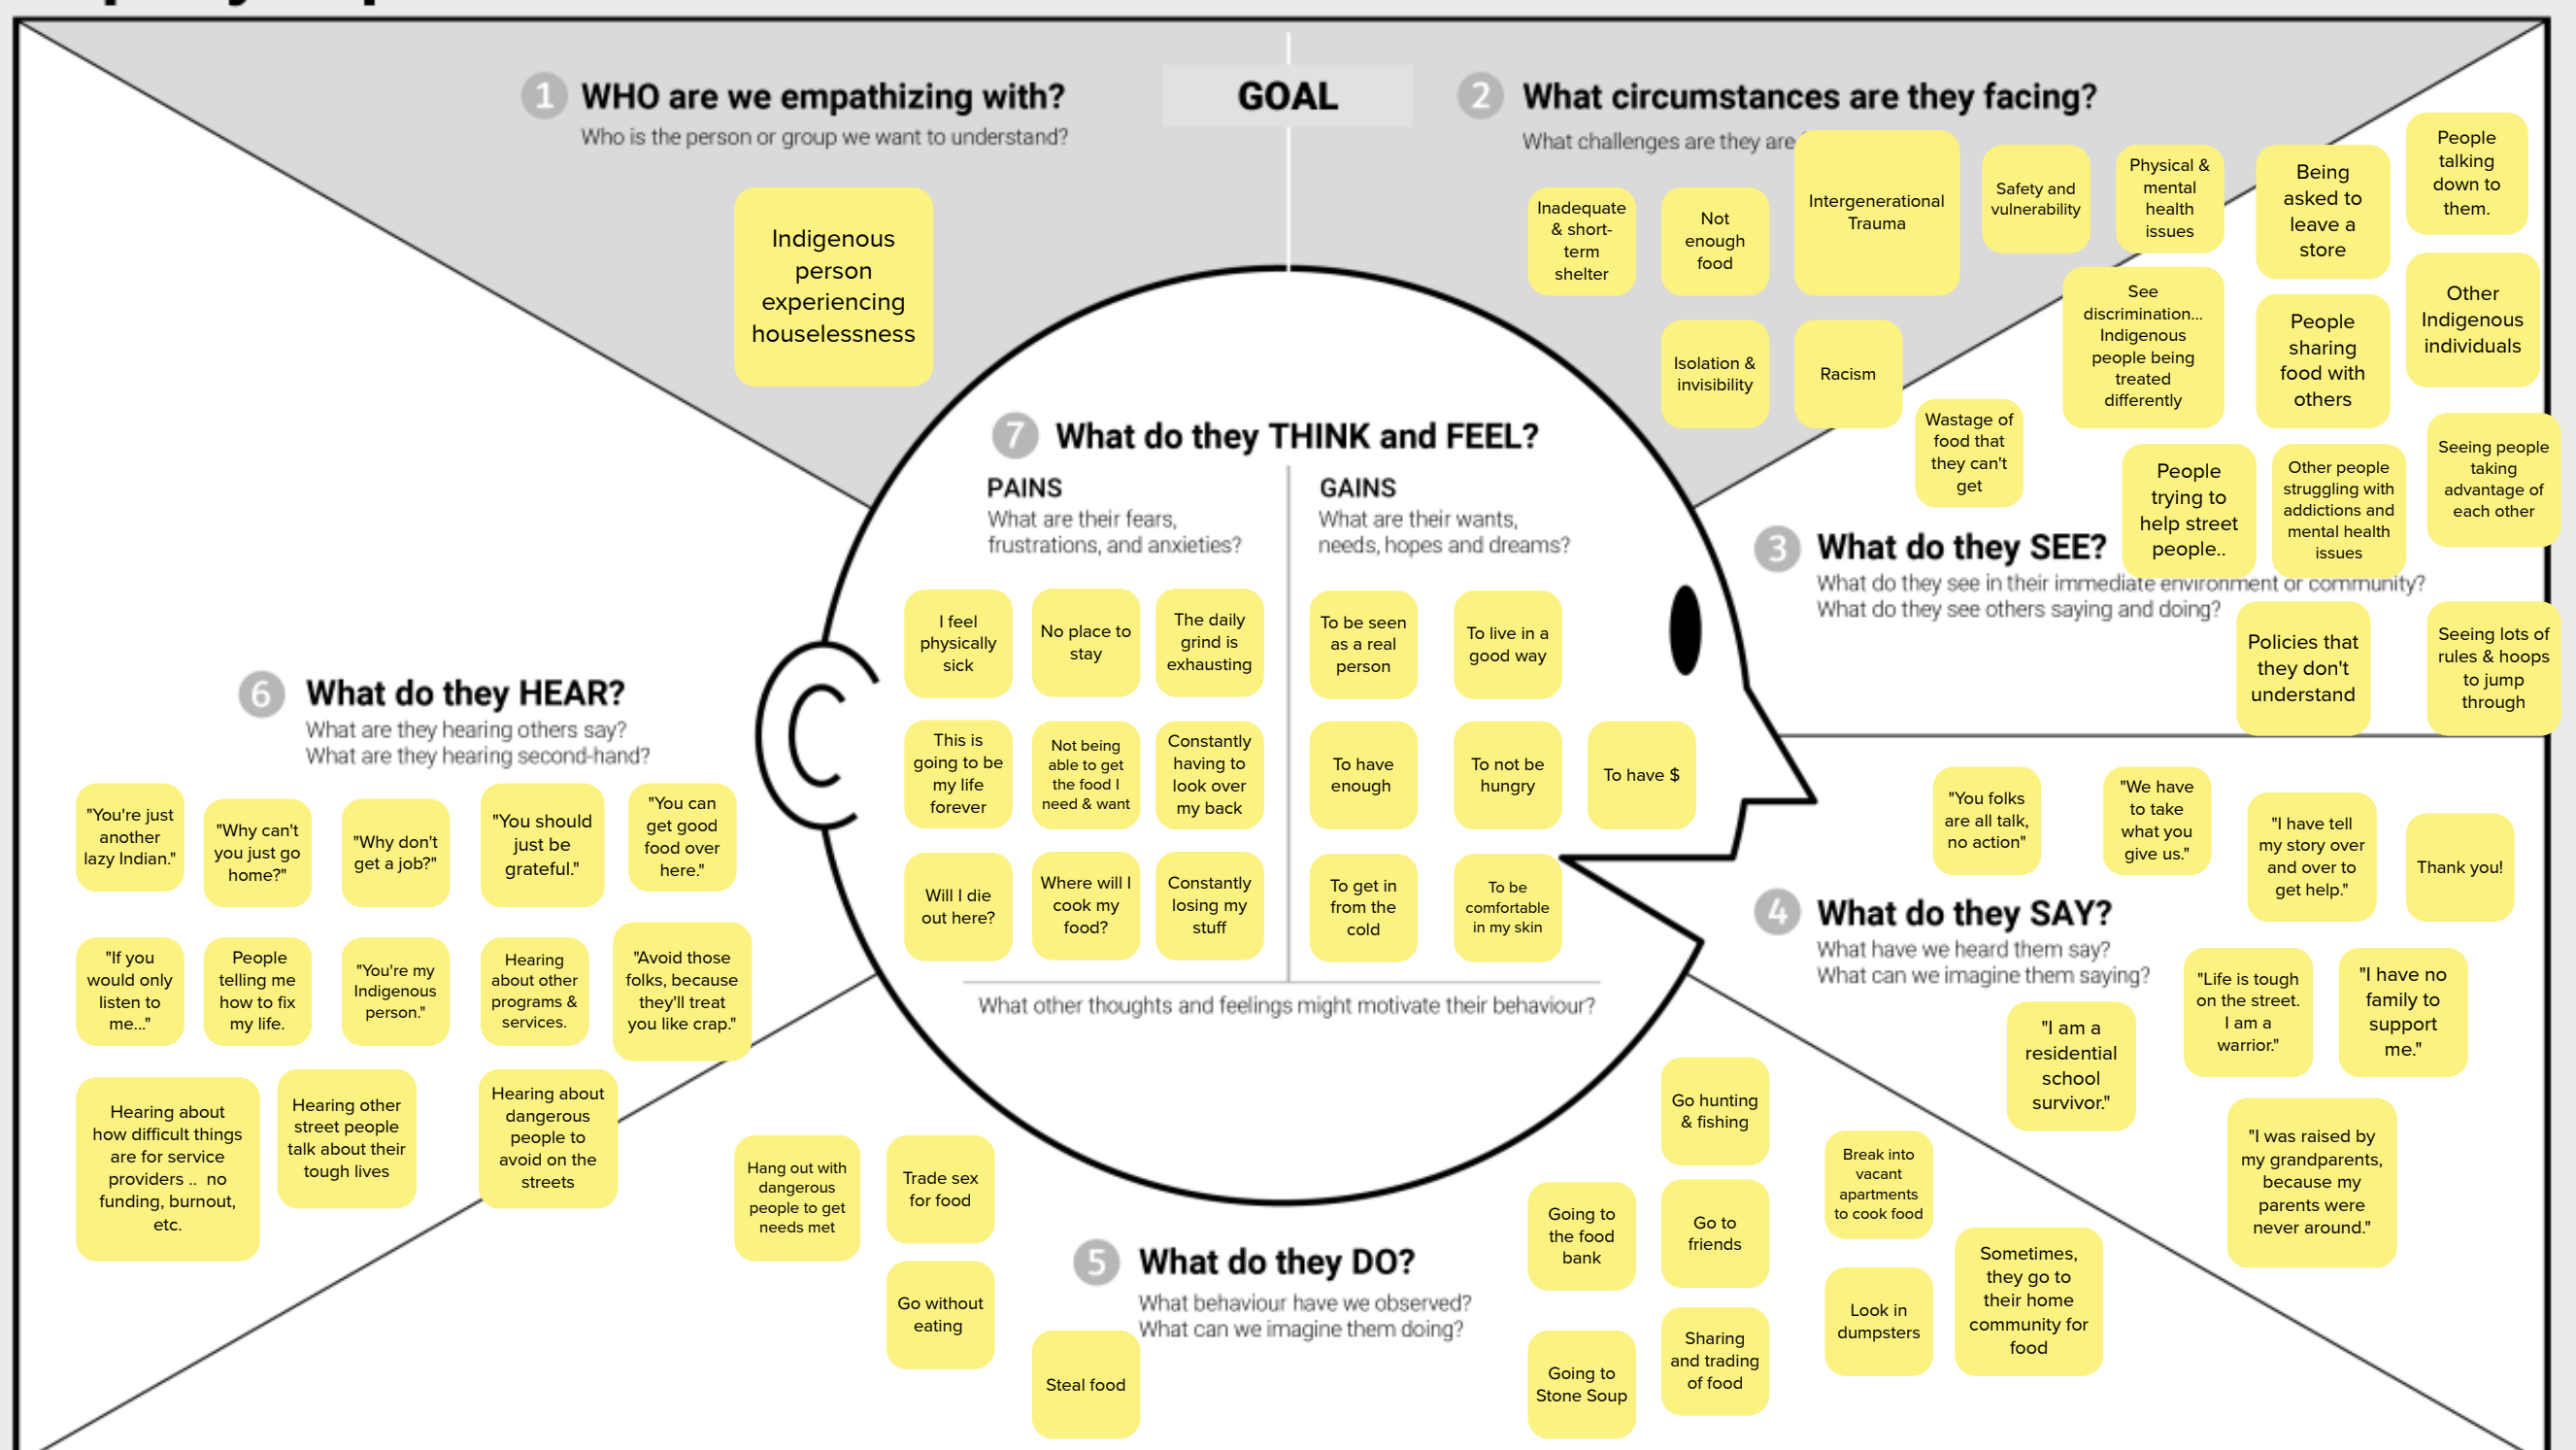 1
WHO are we empathizing with?
Who is the person or group we want to understand?
Indigenous
person
experiencing
houselessness
GOAL
2
What circumstances are they facing?
What challenges are they are
Inadequate
& short-
term
shelter
Not
enough
food
Intergenerational
Trauma
Safety and
vulnerability
Physical &
mental
health
issues
Isolation &
invisibility
Racism
Being
asked to
leave a
store
People
talking
down to
them.
See
discrimination...
Indigenous
people being
treated
differently
People
sharing
food with
others
Other
Indigenous
individuals
Wastage of
food that
they can't
get
People
trying to
help street
people..
Other people
struggling with
addictions and
mental health
issues
Seeing people
taking
advantage of
each other
3
What do they SEE?
What do they see in their immediate environment or community?
What do they see others saying and doing?
Policies that
they don't
understand
Seeing lots of
rules & hoops
to jump
through
"You folks
are all talk,
no action"
"We have
to take
what you
give us."
"I have tell
my story over
and over to
get help."
Thank you!
4
What do they SAY?
What have we heard them say?
What can we imagine them saying?
"I am a
residential
school
survivor."
"Life is tough
on the street.
I am a
warrior."
"I have no
family to
support
me."
"I was raised by
my grandparents,
because my
parents were
never around."
5
What do they DO?
What behaviour have we observed?
What can we imagine them doing?
Hang out with
dangerous
people to get
needs met
Trade sex
for food
Go without
eating
Steal food
Go hunting
& fishing
Going to
the food
bank
Go to
friends
Break into
vacant
apartments
to cook food
Going to
Stone Soup
Sharing
and trading
of food
Look in
dumpsters
Sometimes,
they go to
their home
community for
food
6
What do they HEAR?
What are they hearing others say?
What are they hearing second-hand?
"You're just
another
lazy Indian."
"Why can't
you just go
home?"
"Why don't
get a job?"
"You should
just be
grateful."
"You can
get good
food over
here."
"If you
would only
listen to
me..."
People
telling me
how to fix
my life.
"You're my
Indigenous
person."
Hearing
about other
programs &
services.
"Avoid those
folks, because
they'll treat
you like crap."
Hearing about
how difficult things
are for service
providers .. no
funding, burnout,
etc.
Hearing other
street people
talk about their
tough lives
Hearing about
dangerous
people to
avoid on the
streets
7
What do they THINK and FEEL?
PAINS
What are their fears,
frustrations, and anxieties?
I feel
physically
sick
No place to
stay
The daily
grind is
exhausting
This is
going to be
my life
forever
Not being
able to get
the food I
need & want
Constantly
having to
look over
my back
Will I die
out here?
Where will I
cook my
food?
Constantly
losing my
stuff
GAINS
What are their wants,
needs, hopes and dreams?
To be seen
as a real
person
To live in a
good way
To have
enough
To not be
hungry
To have $
To get in
from the
cold
To be
comfortable
in my skin
What other thoughts and feelings might motivate their behaviour?